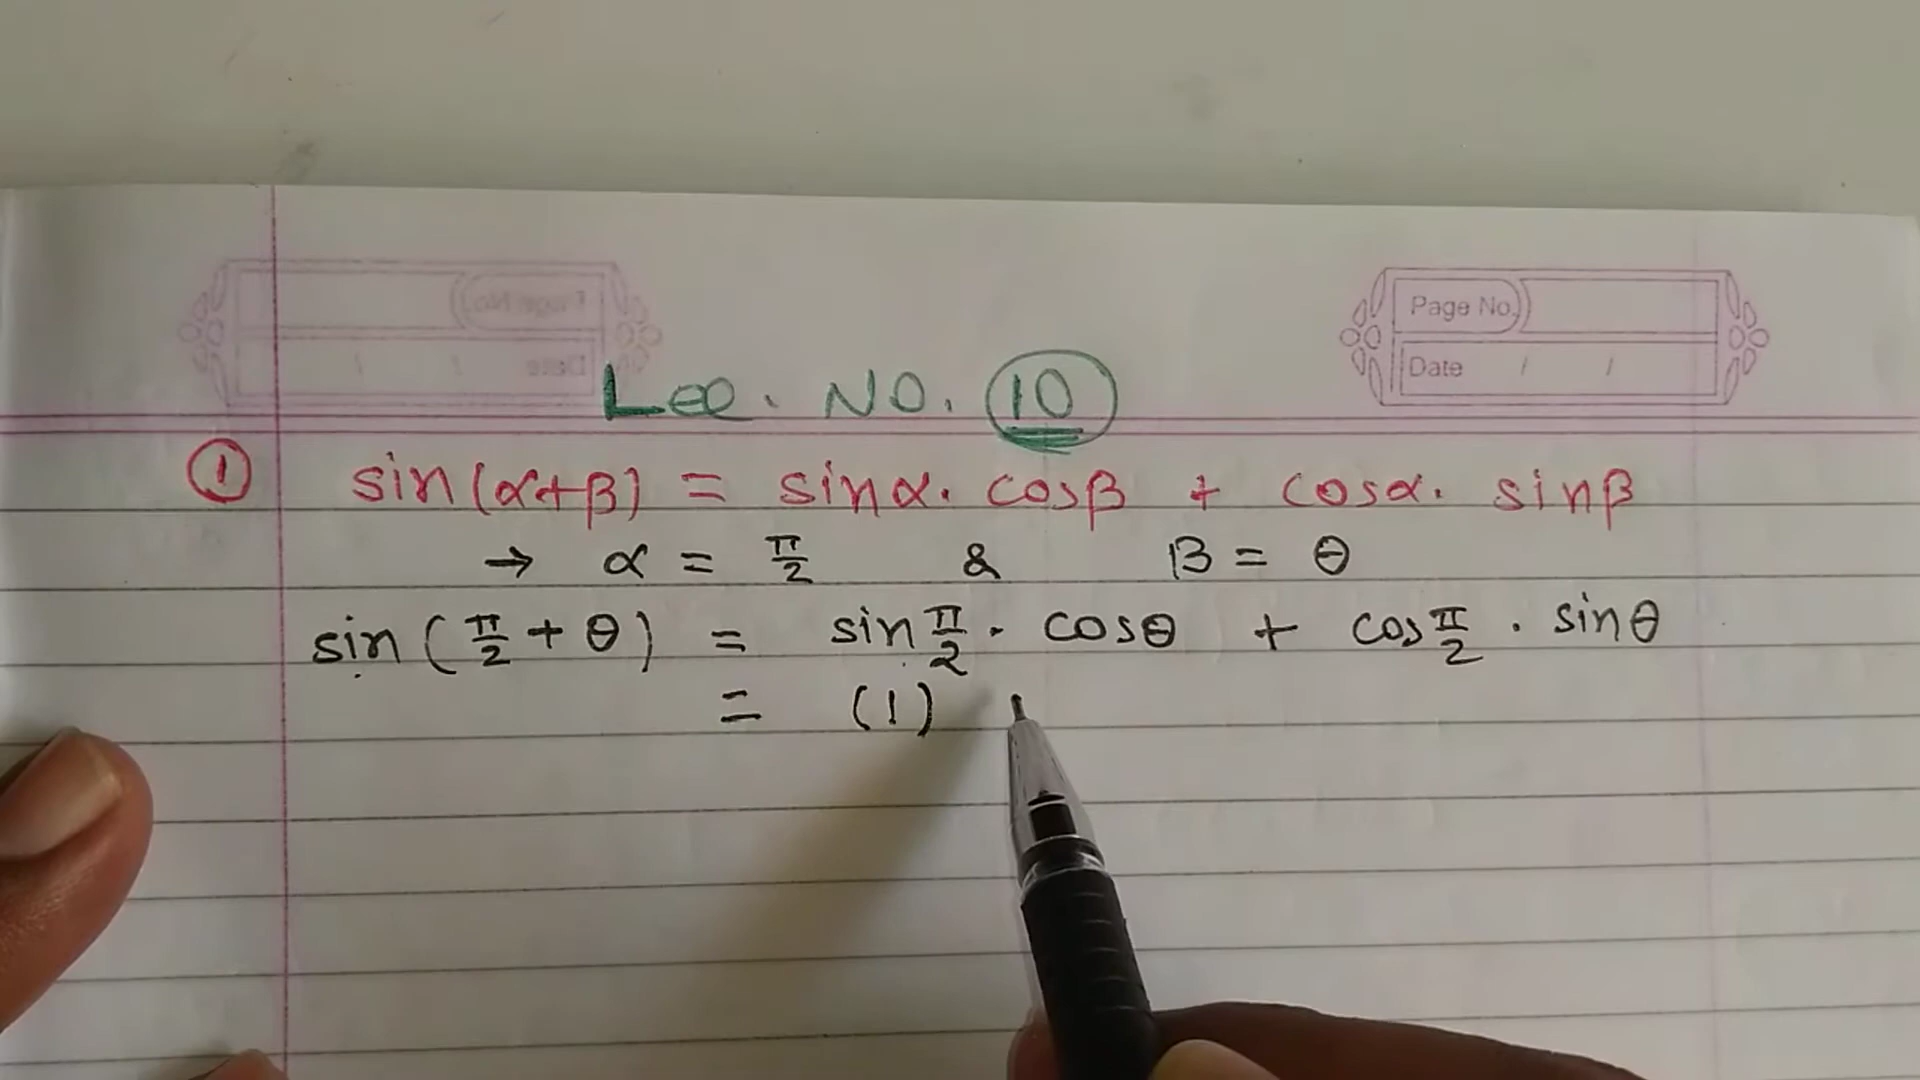 Page No.
Date / /
Lec. No. 10
① sin(α+β) = sinα. cosβ + cosα. sinβ
→ α = π/2 & β = θ
sin(π/2 + θ) = sin π/2 . cosθ + cos π/2 . sinθ
= (1)